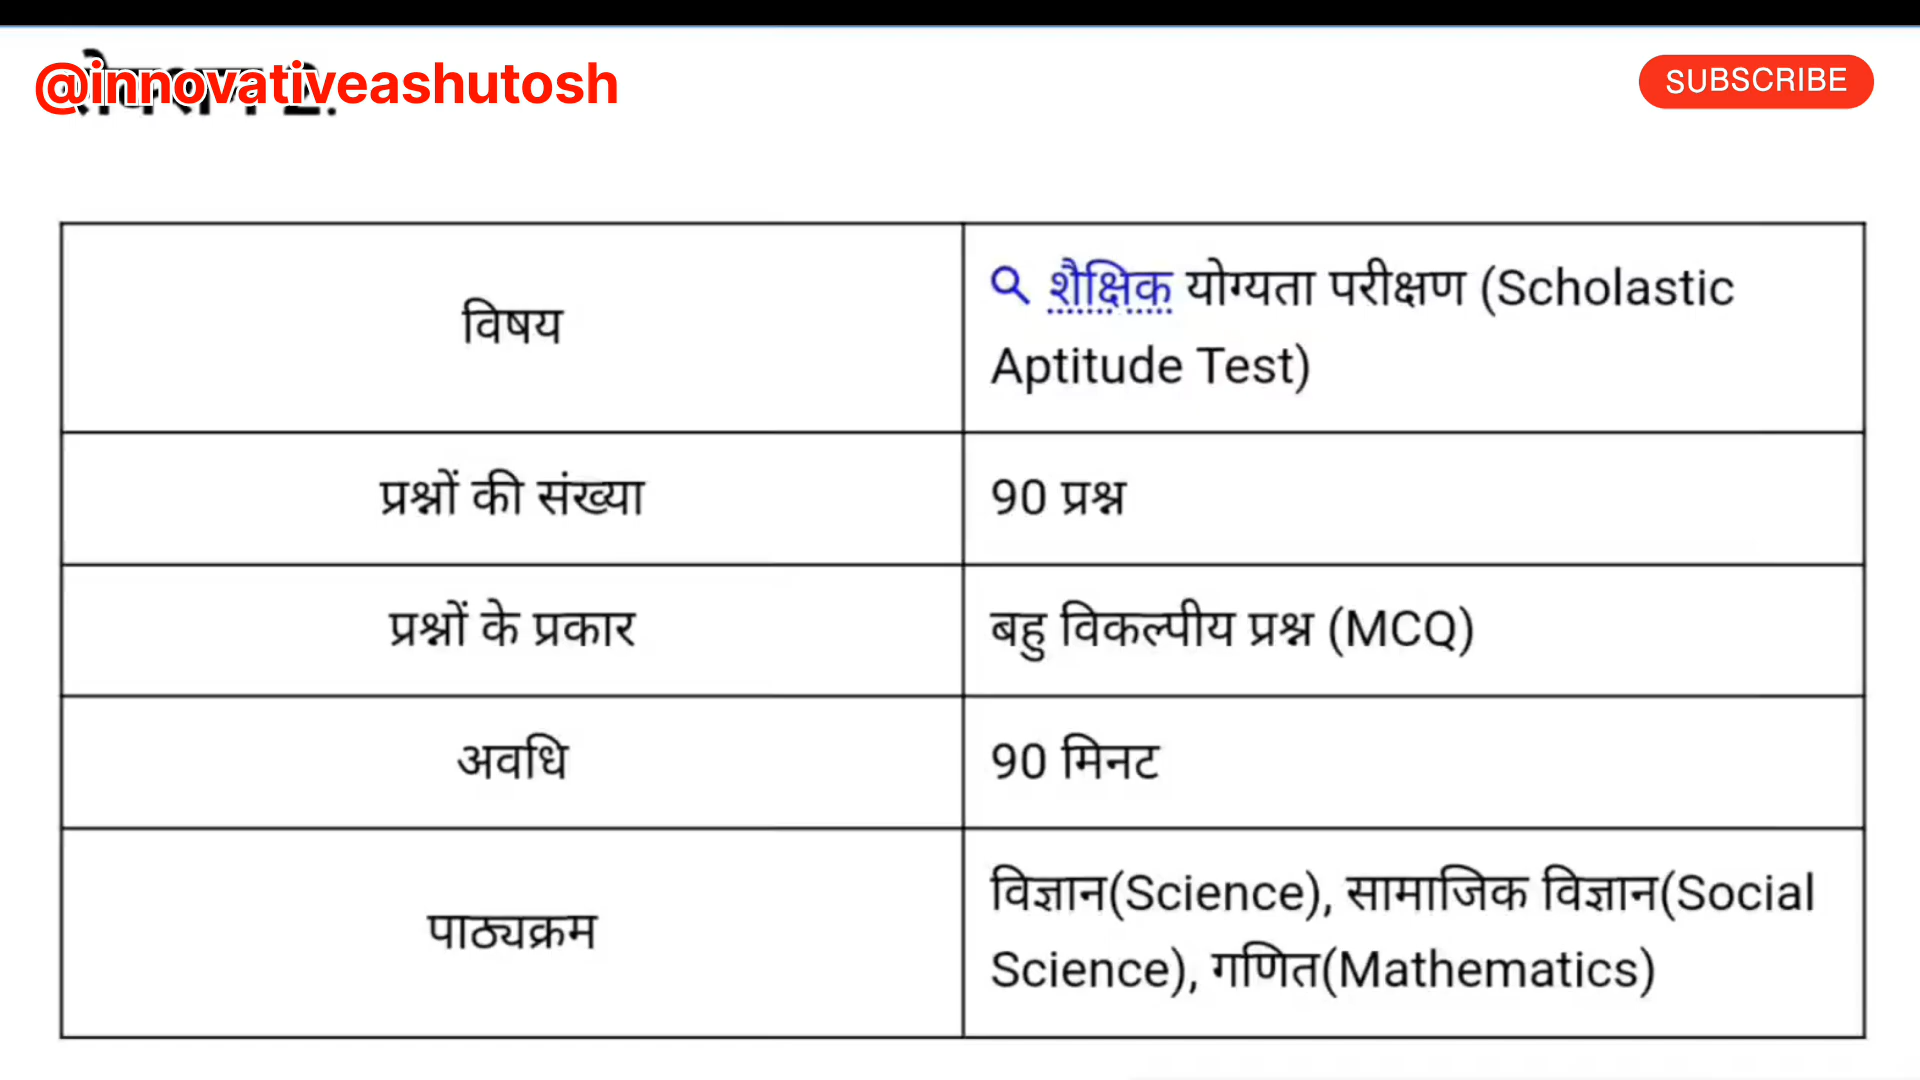 @innovativeashutosh
2.
SUBSCRIBE
विषय
शैक्षिक योग्यता परीक्षण (Scholastic
Aptitude Test)
प्रश्नों की संख्या
90 प्रश्न
प्रश्नों के प्रकार
बहु विकल्पीय प्रश्न (MCQ)
अवधि
90 मिनट
पाठ्यक्रम
विज्ञान(Science), सामाजिक विज्ञान(Social
Science), गणित(Mathematics)